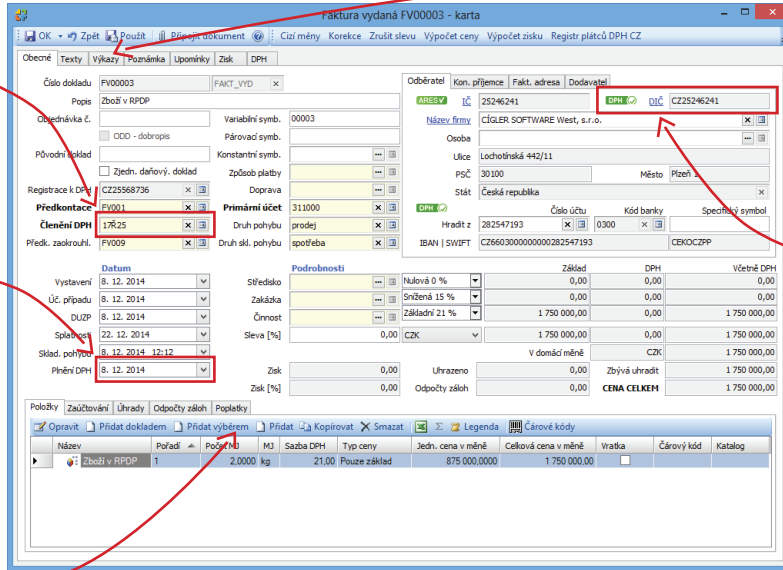 Faktura vydaná FV00003 - karta
OK Zpět Použít Připojit dokument Cizí měny Korekce Zrušit slevu Výpočet ceny Výpočet zisku Registr plátců DPH CZ
Obecné Texty Výkazy Poznámka Upomínky Zisk DPH
Číslo dokladu FV00003 FAKT_VYD
Popis Zboží v RPDP
Objednávka č. Variabilní symb. 00003
ODD - dobropis Párovací symb.
Původní doklad Konstantní symb.
Zjedn. daňový. doklad Způsob platby
Registrace k DPH CZ25568736 Doprava
Předkontace FV001 Primární účet 311000
Členění DPH 17Ř25 Druh pohybu prodej
Předk. zaokrouhl. FV009 Druh skl. pohybu spotřeba
Odběratel Kon. příjemce Fakt. adresa Dodavatel
ARES IČ 25246241 DPH DIČ CZ25246241
Název firmy CÍGLER SOFTWARE West, s.r.o.
Osoba
Ulice Lochotínská 442/11
PSČ 30100 Město Plzeň 1
Stát Česká republika
DPH Číslo účtu Kód banky Specifický symbol
Hradit z 282547193 0300
IBAN | SWIFT CZ6603000000000282547193 CEKOCZPP
Datum Podrobnosti Základ DPH Včetně DPH
Vystavení 8. 12. 2014 Středisko Nulová 0 % 0,00 0,00 0,00
Úč. případu 8. 12. 2014 Zakázka Snížená 15 % 0,00 0,00 0,00
DUZP 8. 12. 2014 Činnost Základní 21 % 1 750 000,00 0,00 1 750 000,00
Splatnosti 22. 12. 2014 Sleva [%] 0,00 CZK 1 750 000,00 0,00 1 750 000,00
Sklad. pohybu 8. 12. 2014 12:12 V domácí měně CZK 1 750 000,00
Plnění DPH 8. 12. 2014 Zisk 0,00 Uhrazeno 0,00 Zbývá uhradit 1 750 000,00
Zisk [%] 0,00 Odpočty záloh 0,00 CENA CELKEM 1 750 000,00
Položky Zaúčtování Úhrady Odpočty záloh Poplatky
Opravit Přidat dokladem Přidat výběrem Přidat Kopírovat Smazat Σ Legenda Čárové kódy
Název Pořadí Počet MJ MJ Sazba DPH Typ ceny Jedn. cena v měně Celková cena v měně Vratka Čárový kód Katalog
Zboží v RPDP 1 2,0000 kg 21,00 Pouze základ 875 000,0000 1 750 000,00